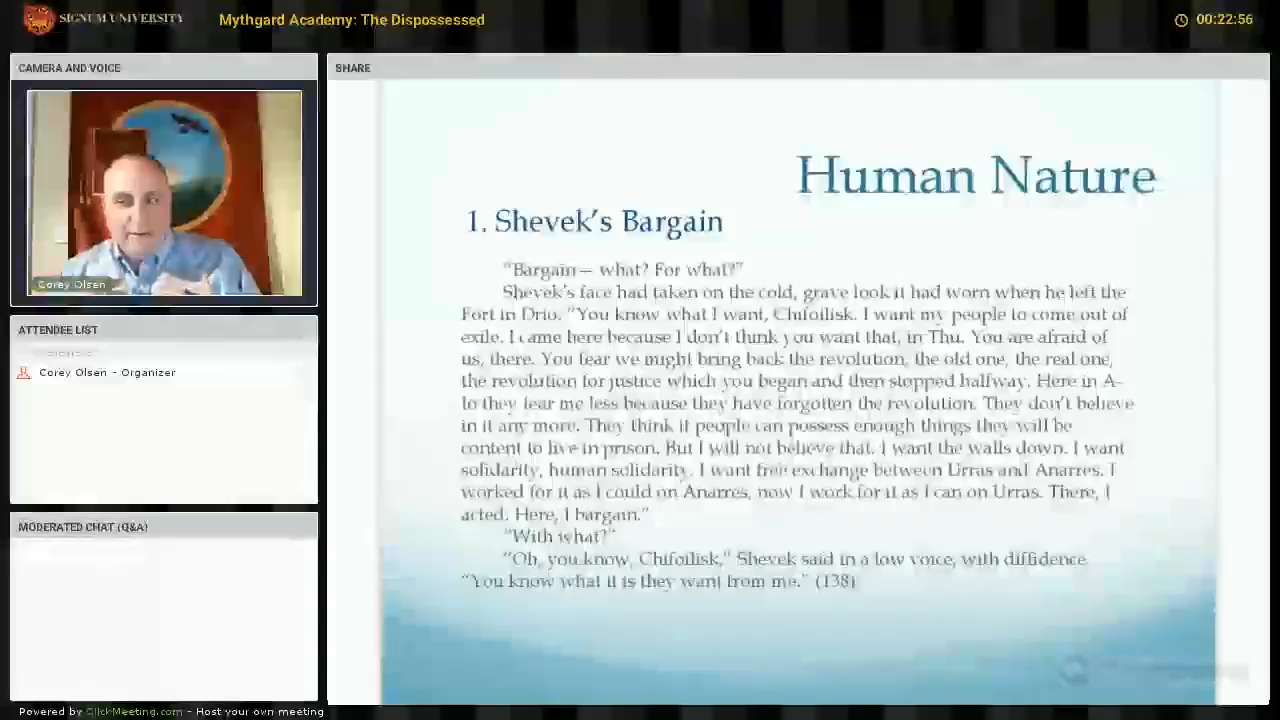 SIGNUM UNIVERSITY
Mythgard Academy: The Dispossessed
00:22:56
CAMERA AND VOICE
Corey Olsen
ATTENDEE LIST
Corey Olsen - Organizer
MODERATED CHAT (Q&A)
SHARE
Human Nature
1. Shevek's Bargain
"Bargain— what? For what?"
Shevek's face had taken on the cold, grave look it had worn when he left the
Fort in Drio. "You know what I want, Chifoilisk. I want my people to come out of
exile. I came here because I don't think you want that, in Thu. You are afraid of
us, there. You fear we might bring back the revolution, the old one, the real one,
the revolution for justice which you began and then stopped halfway. Here in A-
Io they fear me less because they have forgotten the revolution. They don't believe
in it any more. They think if people can possess enough things they will be
content to live in prison. But I will not believe that. I want the walls down. I want
solidarity, human solidarity. I want free exchange between Urras and Anarres. I
worked for it as I could on Anarres, now I work for it as I can on Urras. There, I
acted. Here, I bargain."
"With what?"
"Oh, you know, Chifoilisk," Shevek said in a low voice, with diffidence
"You know what it is they want from me." (138)
Powered by ClickMeeting.com - Host your own meeting